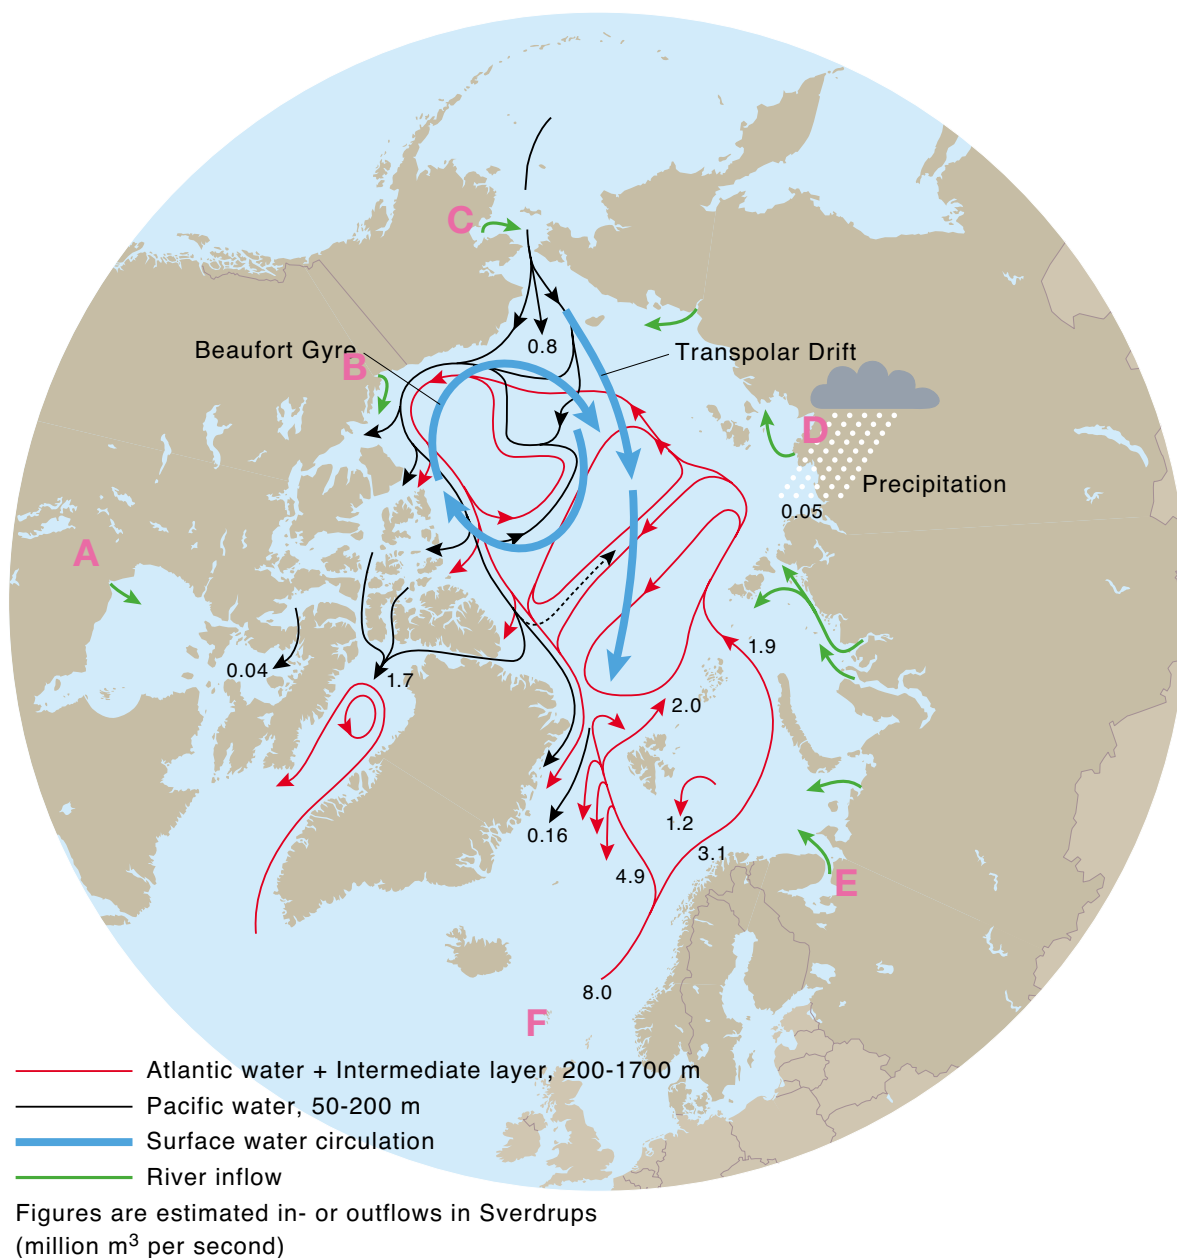 C
0.8
Beaufort Gyre
Transpolar Drift
B
D
Precipitation
0.05
A
1.9
0.04
1.7
2.0
1.2
0.16
3.1
4.9
E
8.0
F
Atlantic water + Intermediate layer, 200-1700 m
Pacific water, 50-200 m
Surface water circulation
River inflow
Figures are estimated in- or outflows in Sverdrups
(million m³ per second)